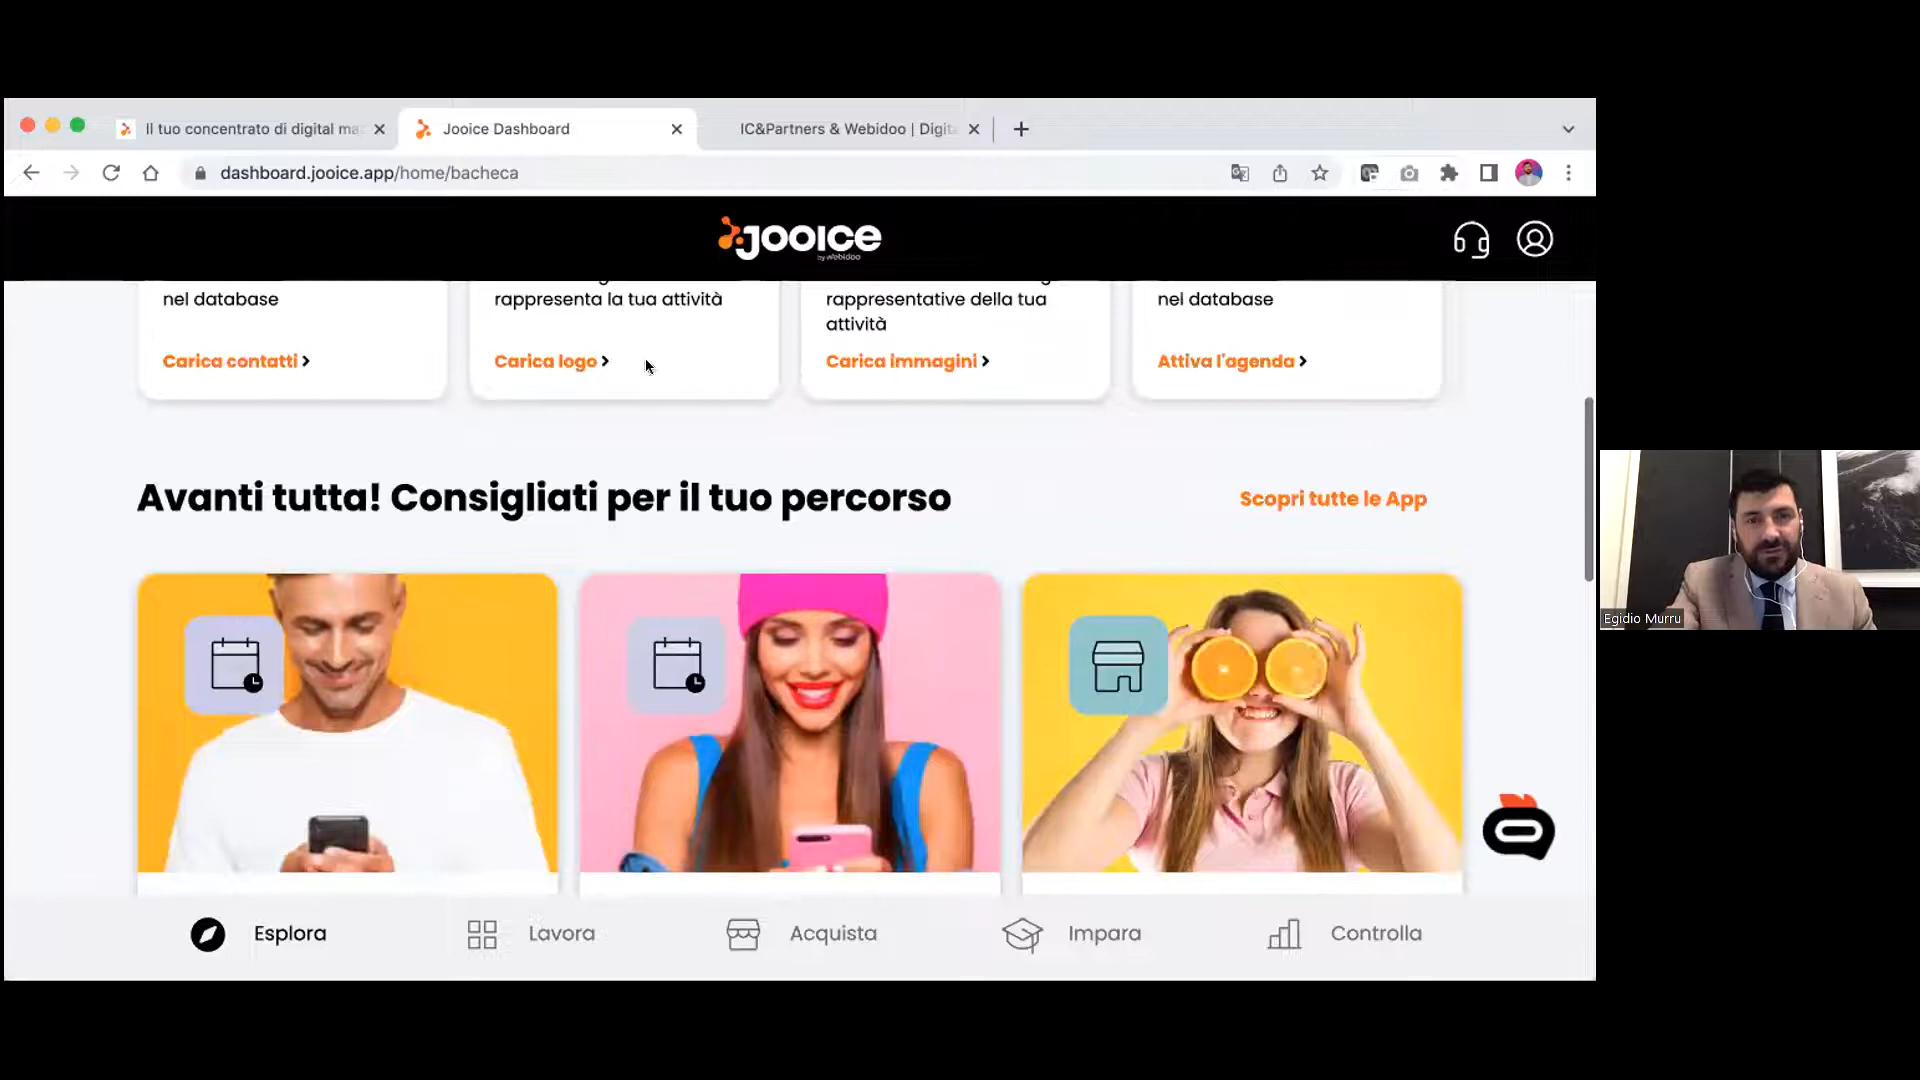 Il tuo concentrato di digital ma
Jooice Dashboard
IC&Partners & Webidoo | Digit
dashboard.jooice.app/home/bacheca
JOOICE
by Webidoo
nel database
rappresenta la tua attività
rappresentative della tua
attività
nel database
Carica contatti
Carica logo
Carica immagini
Attiva l'agenda
Avanti tutta! Consigliati per il tuo percorso
Scopri tutte le App
Egidio Murru
Esplora
Lavora
Acquista
Impara
Controlla